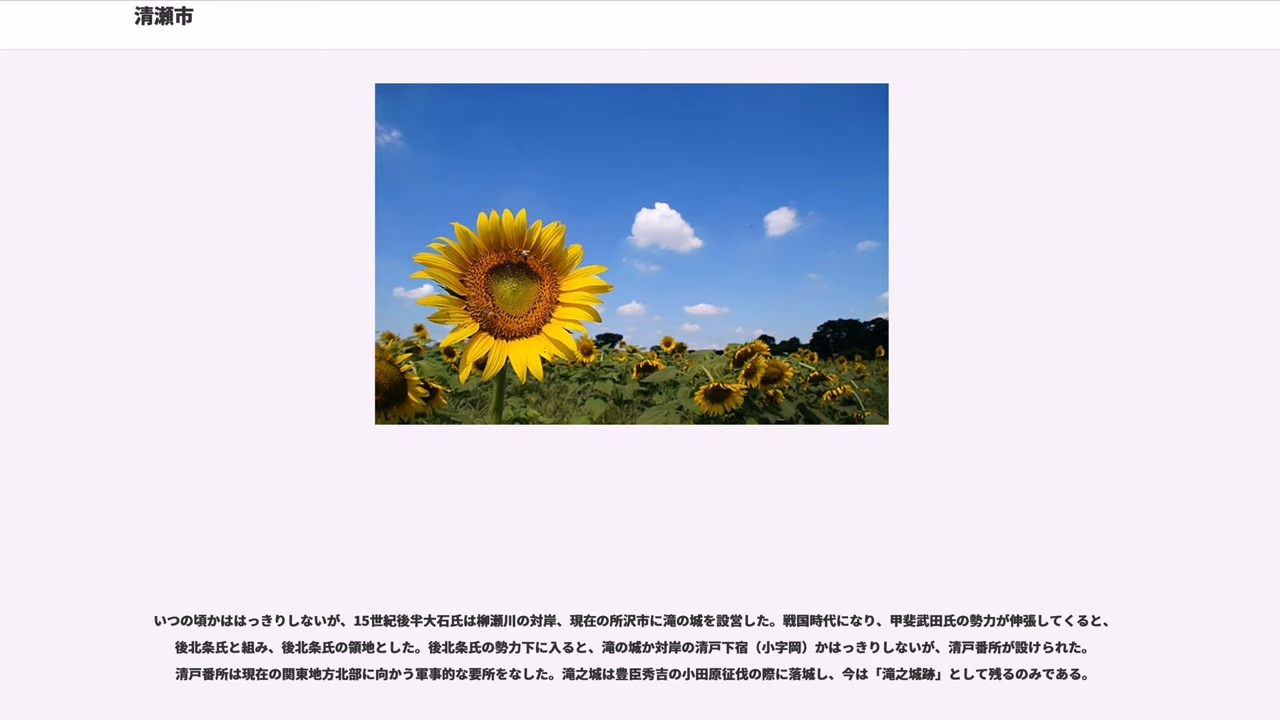 清瀬市
いつの頃かははっきりしないが、15世紀後半大石氏は柳瀬川の対岸、現在の所沢市に滝の城を設営した。戦国時代になり、甲斐武田氏の勢力が伸張してくると、
後北条氏と組み、後北条氏の領地とした。後北条氏の勢力下に入ると、滝の城か対岸の清戸下宿（小字岡）かはっきりしないが、清戸番所が設けられた。
清戸番所は現在の関東地方北部に向かう軍事的な要所をなした。滝之城は豊臣秀吉の小田原征伐の際に落城し、今は「滝之城跡」として残るのみである。